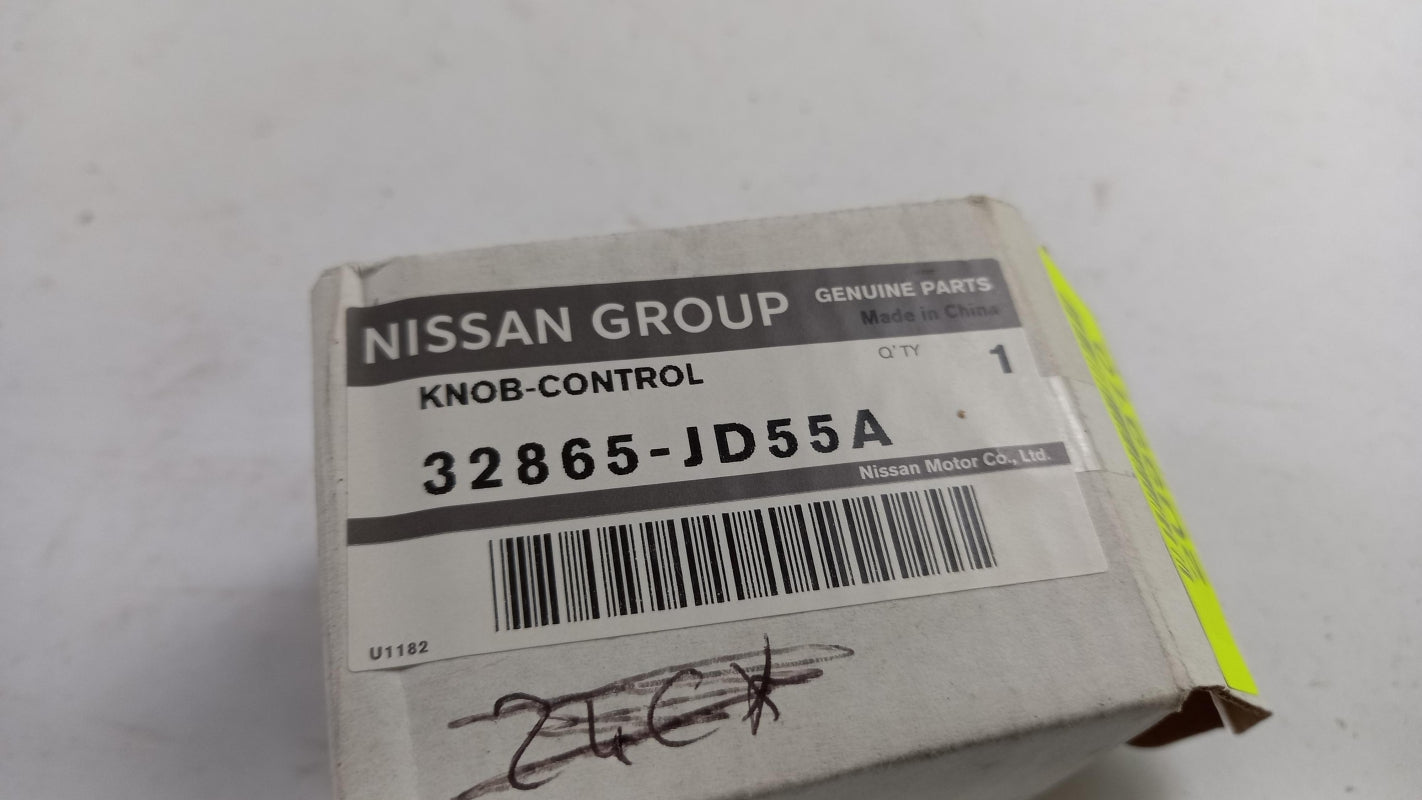 NISSAN GROUP
GENUINE PARTS
Made in China
KNOB-CONTROL
Q'TY 1
32865-JD55A
Nissan Motor Co., Ltd.
U1182